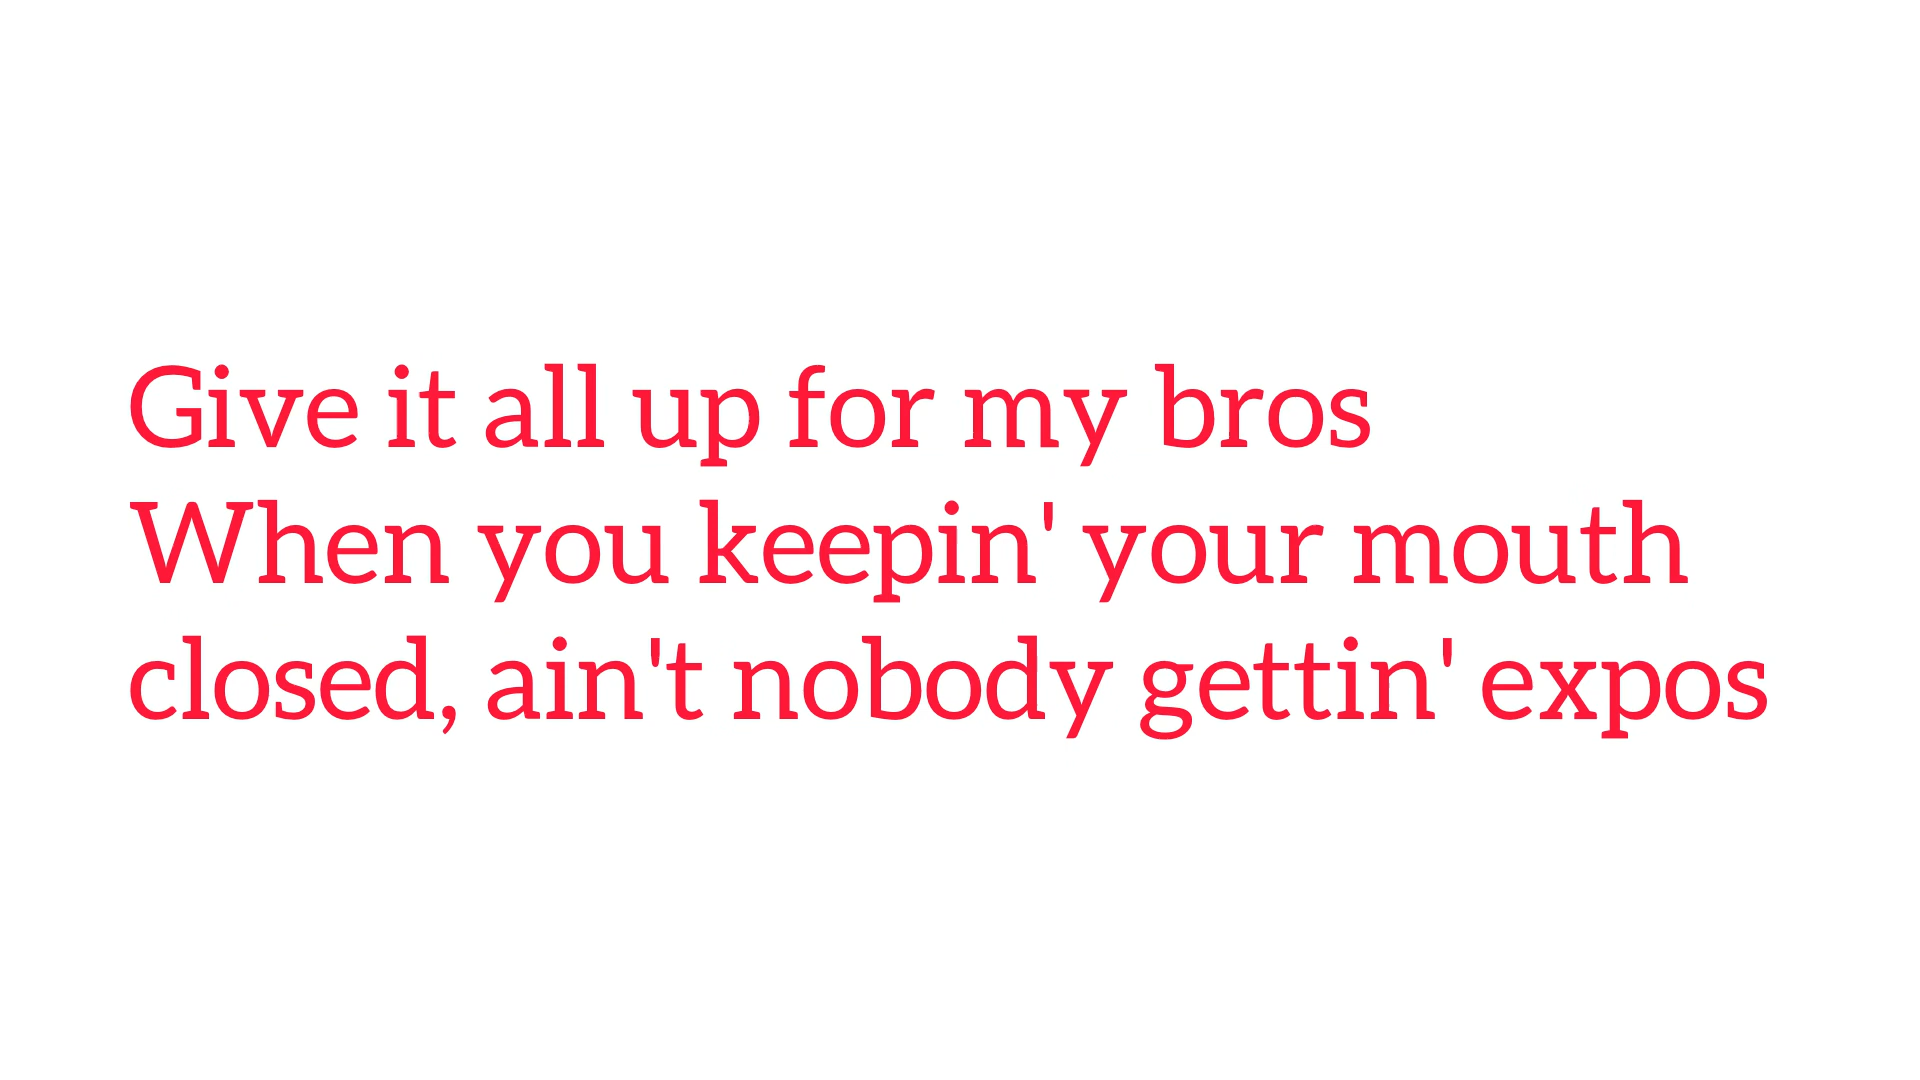 Give it all up for my bros
When you keepin' your mouth
closed, ain't nobody gettin' expos